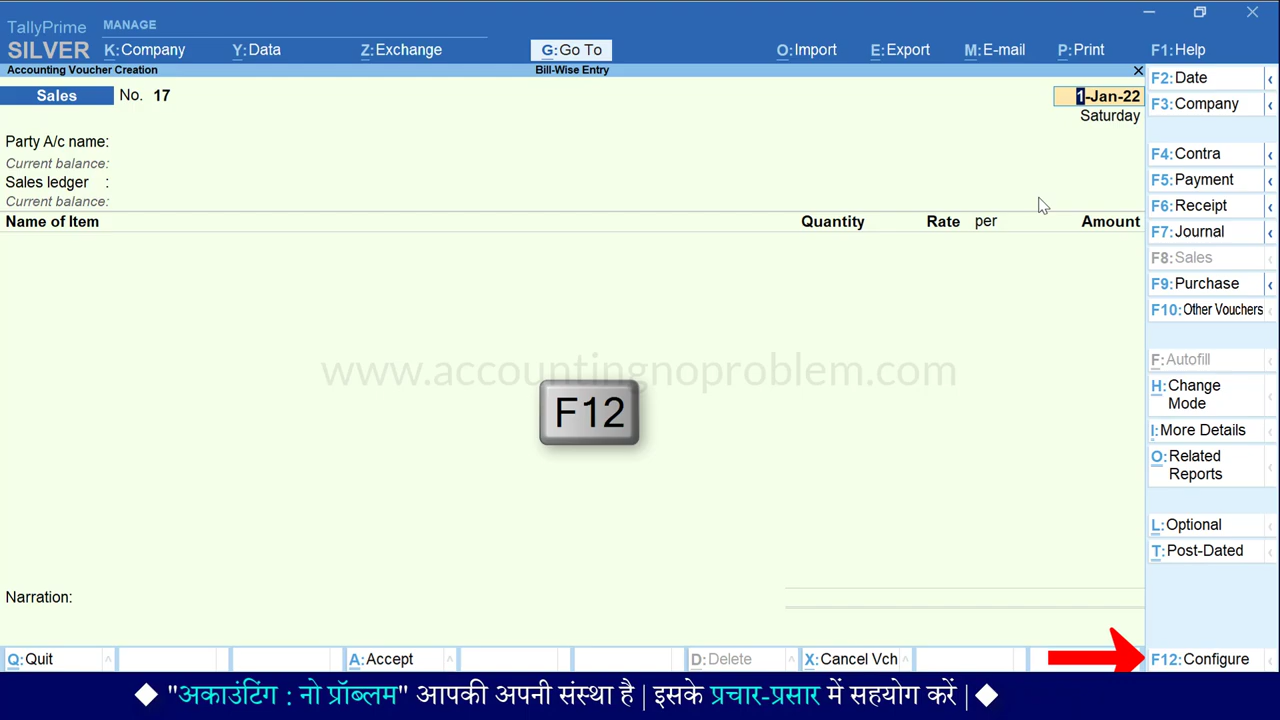 TallyPrime MANAGE
SILVER K:Company Y:Data Z:Exchange G:Go To O:Import E:Export M:E-mail P:Print F1:Help
Accounting Voucher Creation Bill-Wise Entry
F2:Date
Sales No. 17 1-Jan-22
F3:Company
Saturday
Party A/c name:
F4:Contra
Current balance:
F5:Payment
Sales ledger :
Current balance:
F6:Receipt
Name of Item Quantity Rate per Amount
F7:Journal
F8:Sales
F9:Purchase
F10:Other Vouchers
F:Autofill
www.accountingnoproblem.com
H:Change
Mode
F12
I:More Details
O:Related
Reports
L:Optional
T:Post-Dated
Narration:
Q:Quit A:Accept D:Delete X:Cancel Vch F12:Configure
"अकाउंटिंग : नो प्रॉब्लम" आपकी अपनी संस्था है | इसके प्रचार-प्रसार में सहयोग करें |